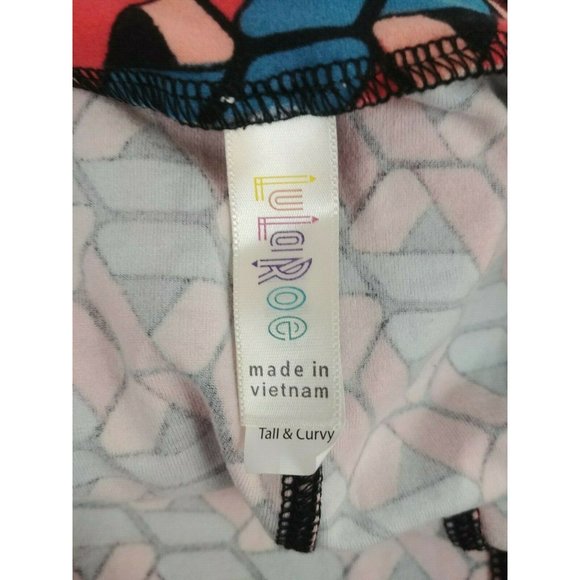 LuLaRoe
made in
vietnam
Tall & Curvy